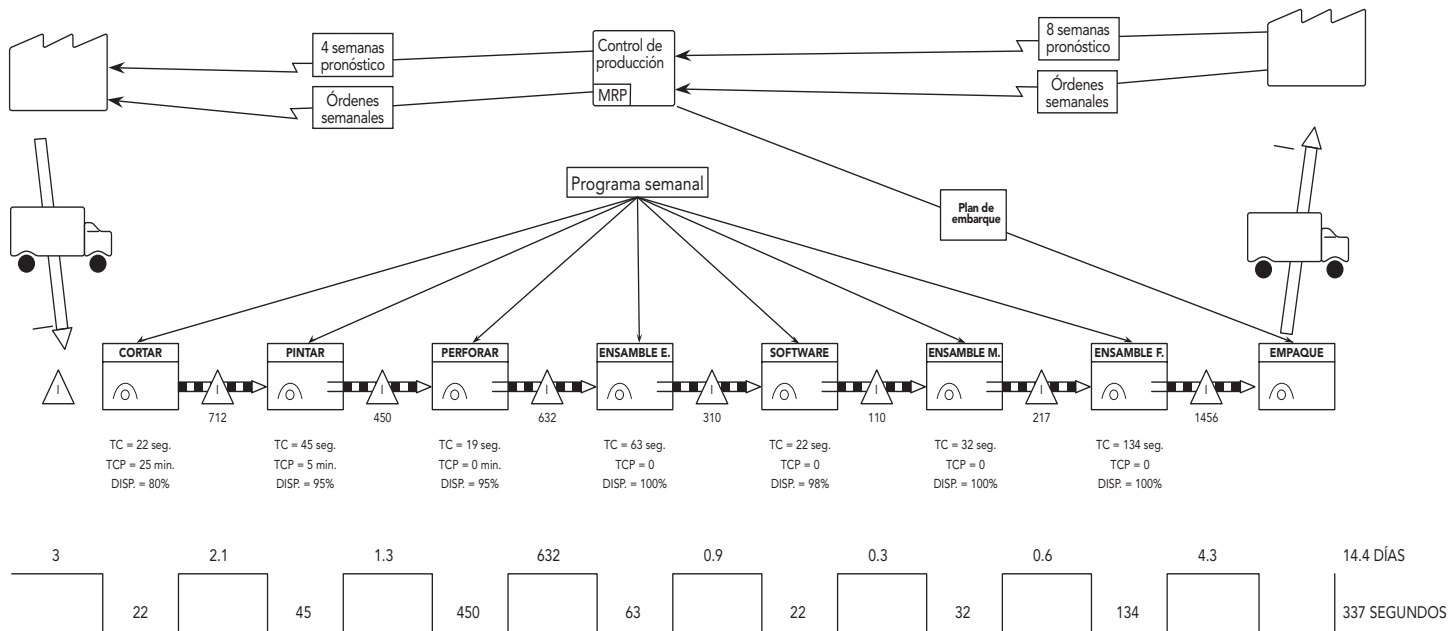 4 semanas
pronóstico
Órdenes
semanales
Control de
producción
MRP
8 semanas
pronóstico
Órdenes
semanales
Programa semanal
Plan de
embarque
CORTAR
PINTAR
PERFORAR
ENSAMBLE E.
SOFTWARE
ENSAMBLE M.
ENSAMBLE F.
EMPAQUE
I
I
I
I
I
I
I
I
712
450
632
310
110
217
1456
TC = 22 seg.
TCP = 25 min.
DISP. = 80%
TC = 45 seg.
TCP = 5 min.
DISP. = 95%
TC = 19 seg.
TCP = 0 min.
DISP. = 95%
TC = 63 seg.
TCP = 0
DISP. = 100%
TC = 22 seg.
TCP = 0
DISP. = 98%
TC = 32 seg.
TCP = 0
DISP. = 100%
TC = 134 seg.
TCP = 0
DISP. = 100%
3
2.1
1.3
632
0.9
0.3
0.6
4.3
14.4 DÍAS
22
45
450
63
22
32
134
337 SEGUNDOS